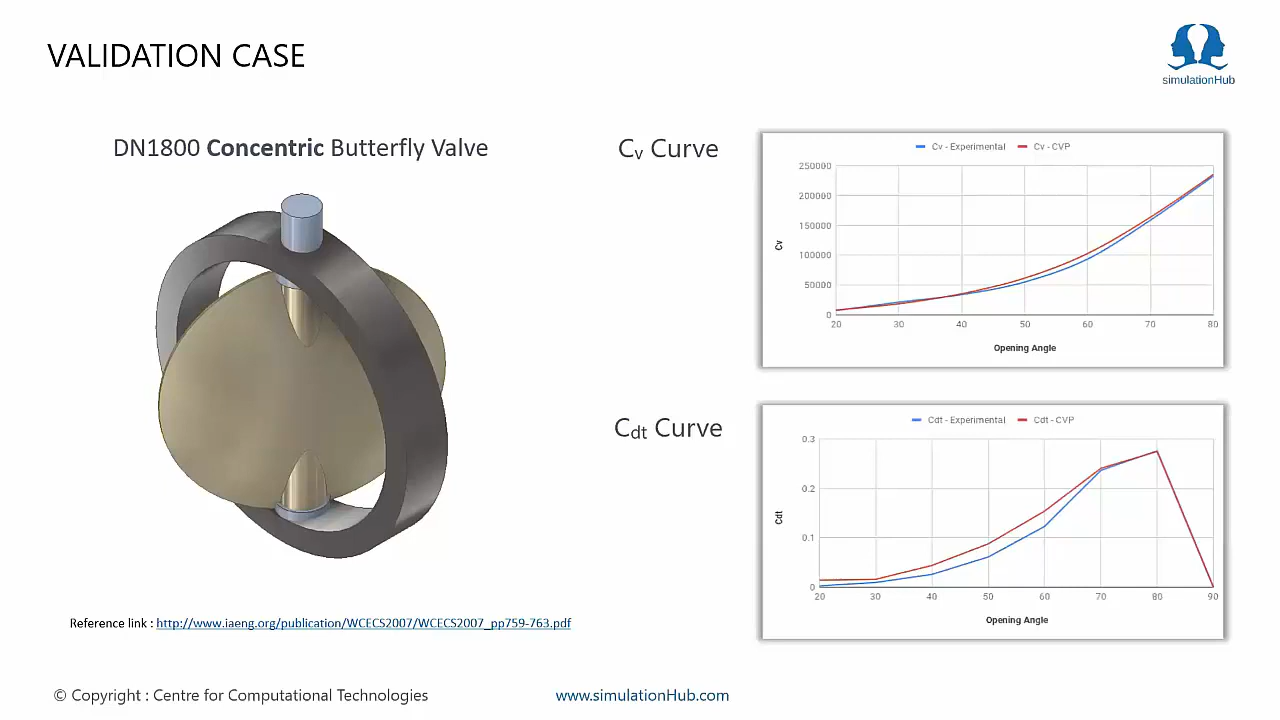 VALIDATION CASE
simulationHub
DN1800 Concentric Butterfly Valve
Cv Curve
Cv - Experimental Cv - CVP
250000
200000
150000
100000
50000
0
Cv
20 30 40 50 60 70 80
Opening Angle
Cdt Curve
Cdt - Experimental Cdt - CVP
0.3
0.2
0.1
0
Cdt
20 30 40 50 60 70 80 90
Opening Angle
Reference link : http://www.iaeng.org/publication/WCECS2007/WCECS2007_pp759-763.pdf
© Copyright : Centre for Computational Technologies
www.simulationHub.com